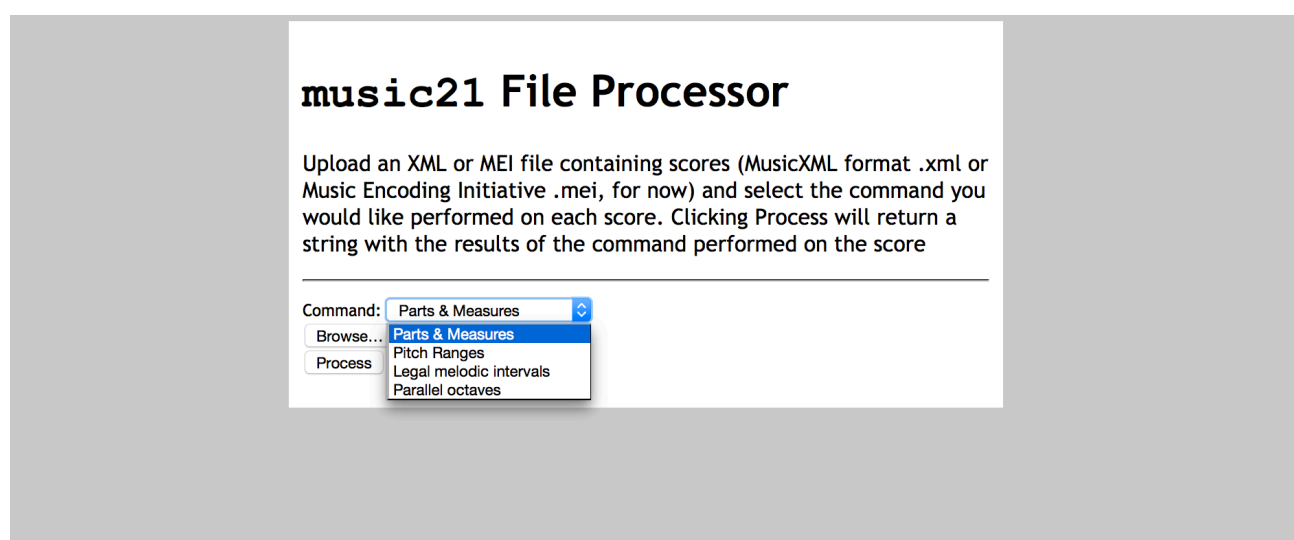 music21 File Processor
Upload an XML or MEI file containing scores (MusicXML format .xml or
Music Encoding Initiative .mei, for now) and select the command you
would like performed on each score. Clicking Process will return a
string with the results of the command performed on the score
Command: Parts & Measures
Browse... Parts & Measures
Pitch Ranges
Process Legal melodic intervals
Parallel octaves